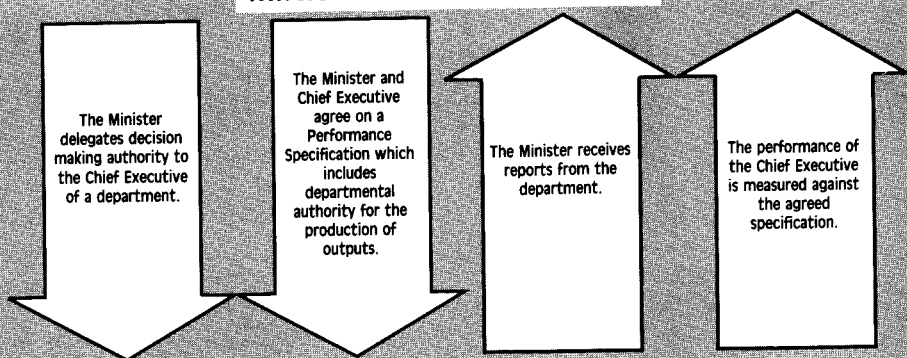 The Minister
delegates decision
making authority to
the Chief Executive
of a department.
The Minister and
Chief Executive
agree on a
Performance
Specification which
includes
departmental
authority for the
production of
outputs.
The Minister receives
reports from the
department.
The performance of
the Chief Executive
is measured against
the agreed
specification.